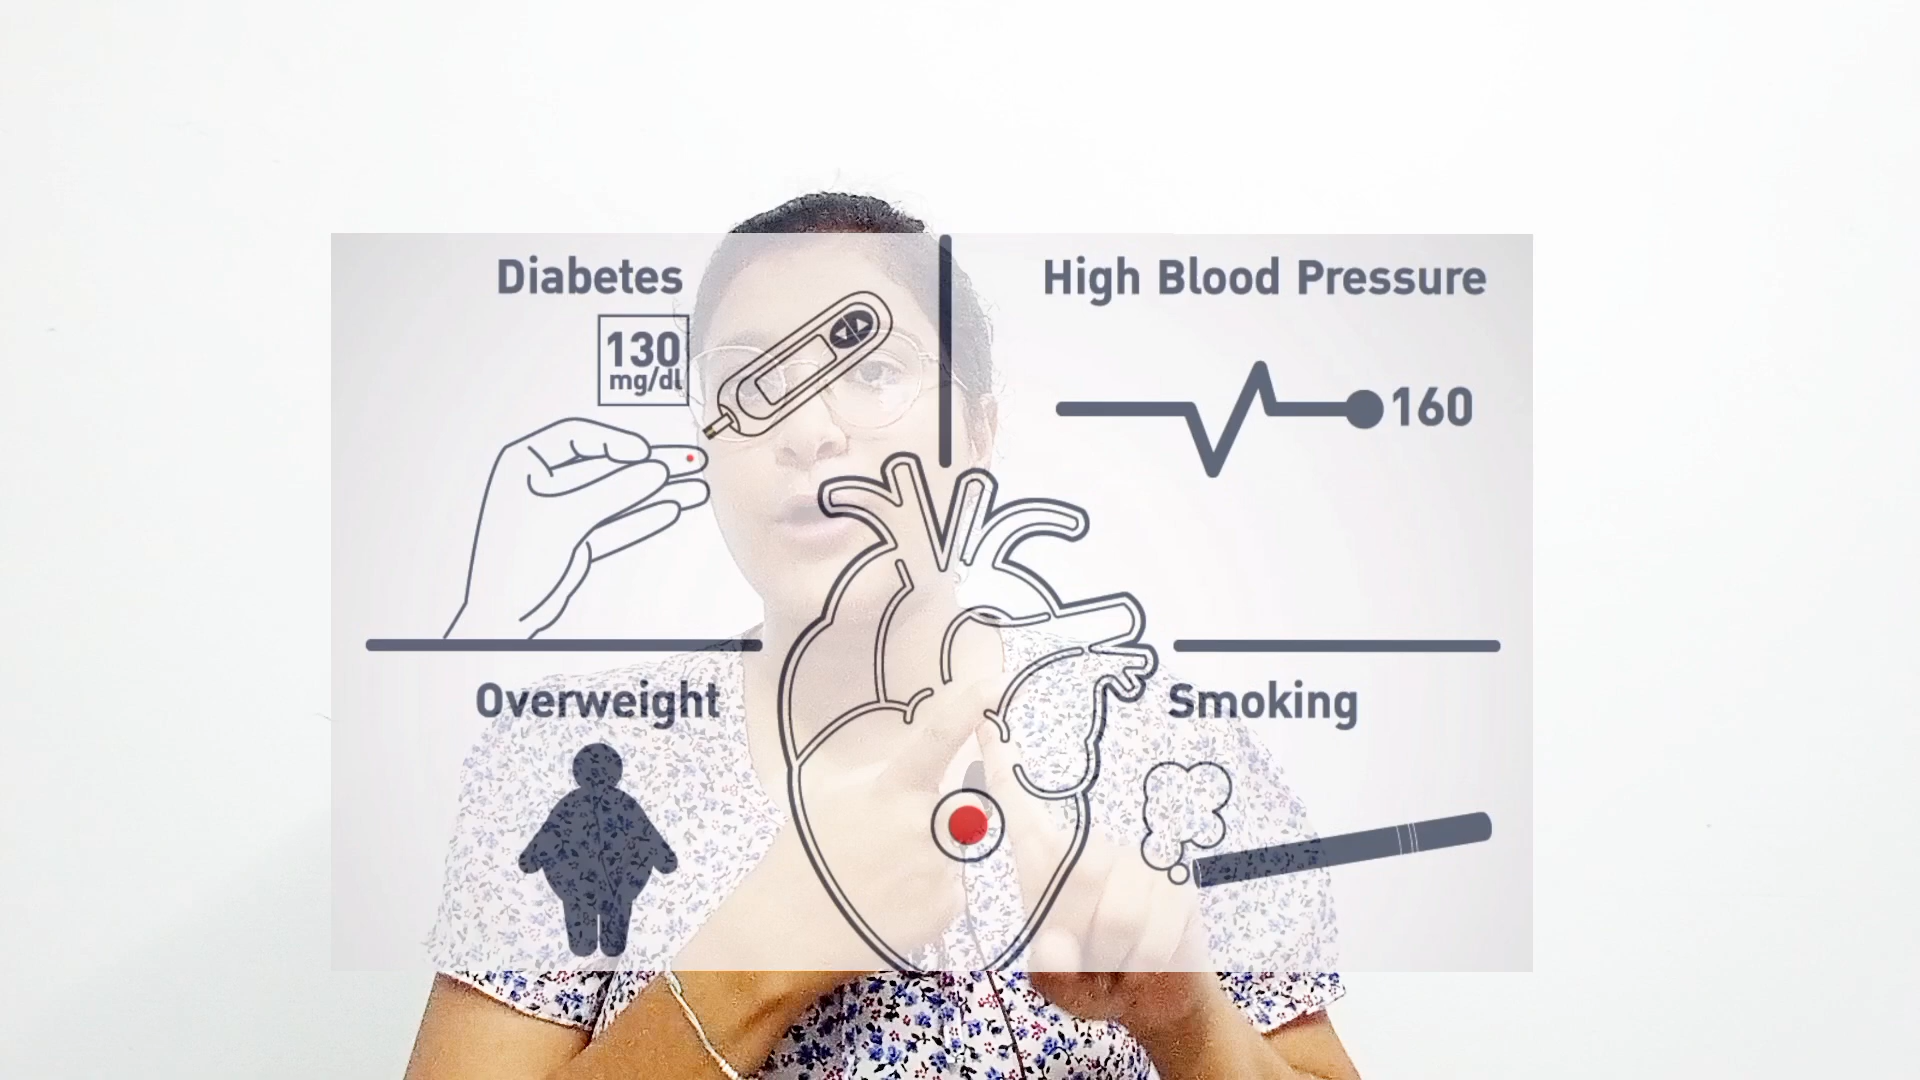 Diabetes
130
mg/dl
High Blood Pressure
160
Overweight
Smoking